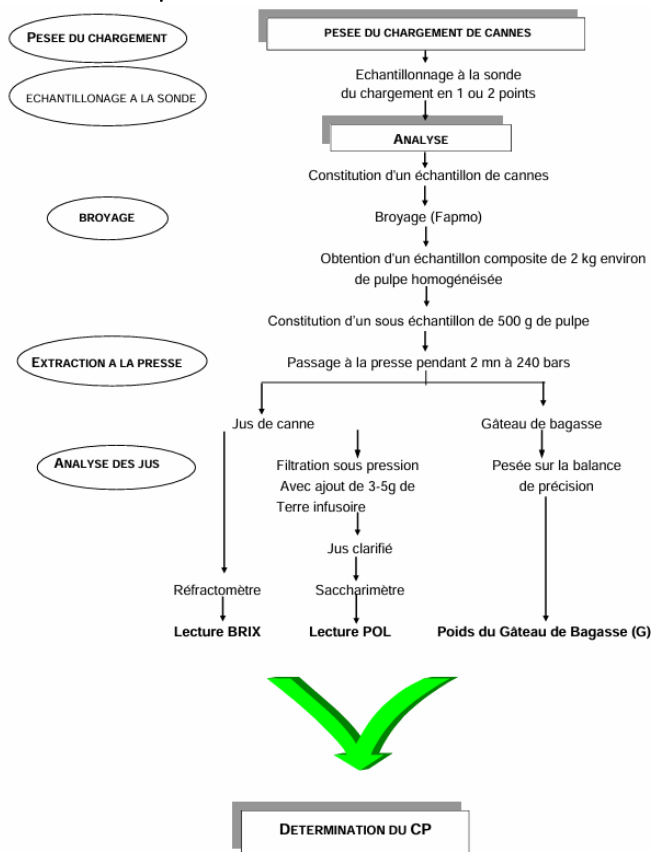 PESEE DU CHARGEMENT
PESEE DU CHARGEMENT DE CANNES
ECHANTILLONAGE A LA SONDE
Echantillonnage à la sonde
du chargement en 1 ou 2 points
ANALYSE
Constitution d'un échantillon de cannes
BROYAGE
Broyage (Fapmo)
Obtention d'un échantillon composite de 2 kg environ
de pulpe homogénéisée
Constitution d'un sous échantillon de 500 g de pulpe
EXTRACTION A LA PRESSE
Passage à la presse pendant 2 mn à 240 bars
Jus de canne
Gâteau de bagasse
ANALYSE DES JUS
Filtration sous pression
Avec ajout de 3-5g de
Terre infusoire
Pesée sur la balance
de précision
Jus clarifié
Réfractomètre
Saccharimètre
Lecture BRIX
Lecture POL
Poids du Gâteau de Bagasse (G)
DETERMINATION DU CP